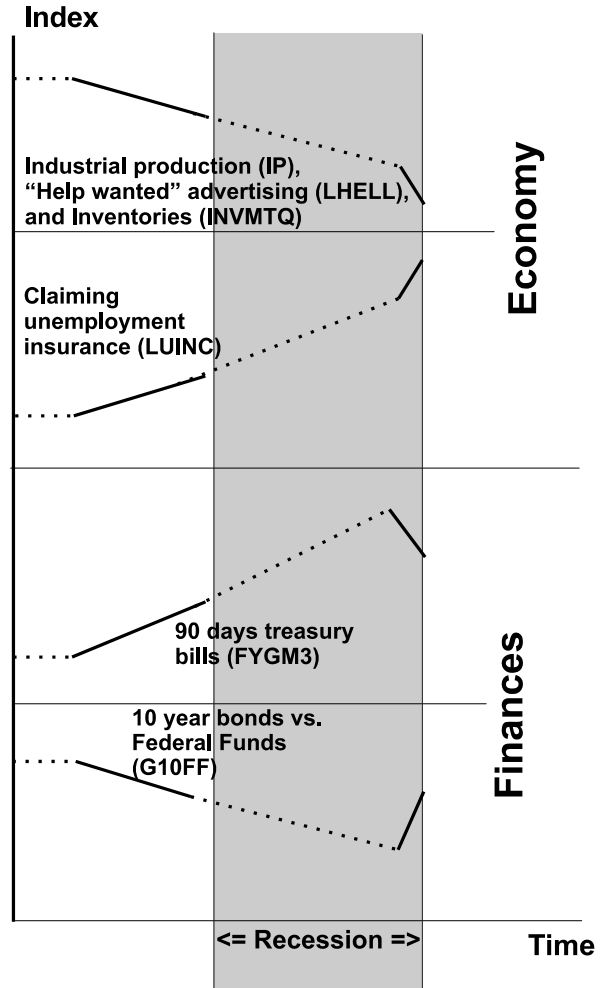 Index
Industrial production (IP),
“Help wanted” advertising (LHELL),
and Inventories (INVMTQ)
Economy
Claiming
unemployment
insurance (LUINC)
90 days treasury
bills (FYGM3)
Finances
10 year bonds vs.
Federal Funds
(G10FF)
<= Recession =>
Time